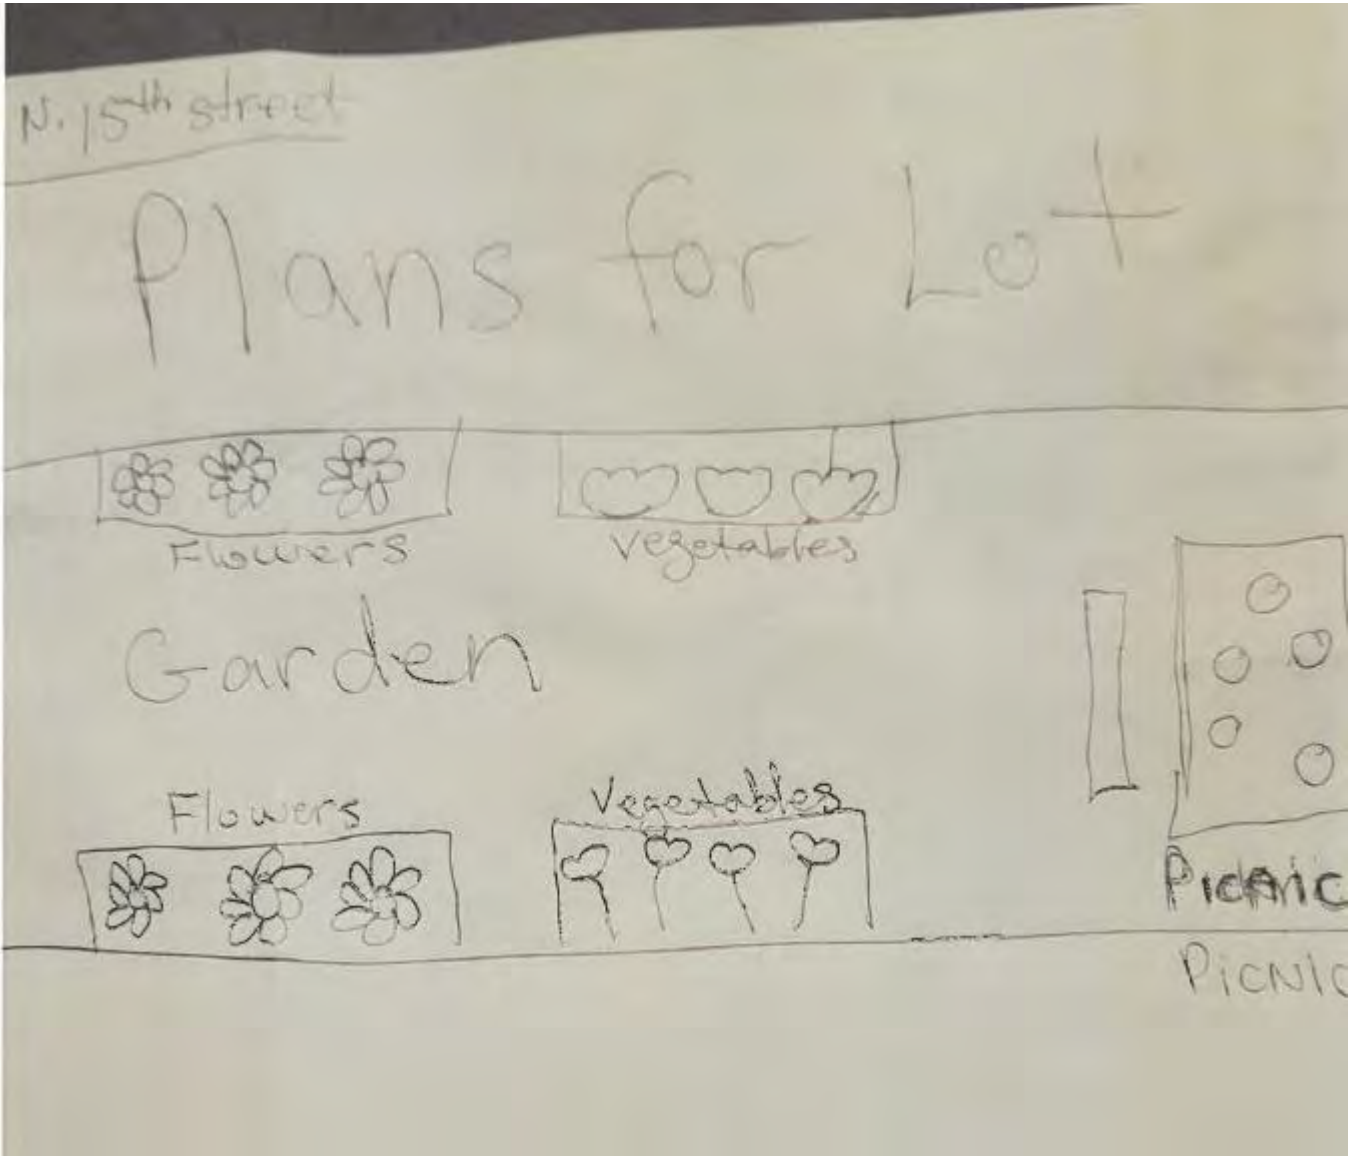 N. 15th street
Plans for Lot
Flowers
Vegetables
Garden
Flowers
Vegetables
Picnic
Picnic